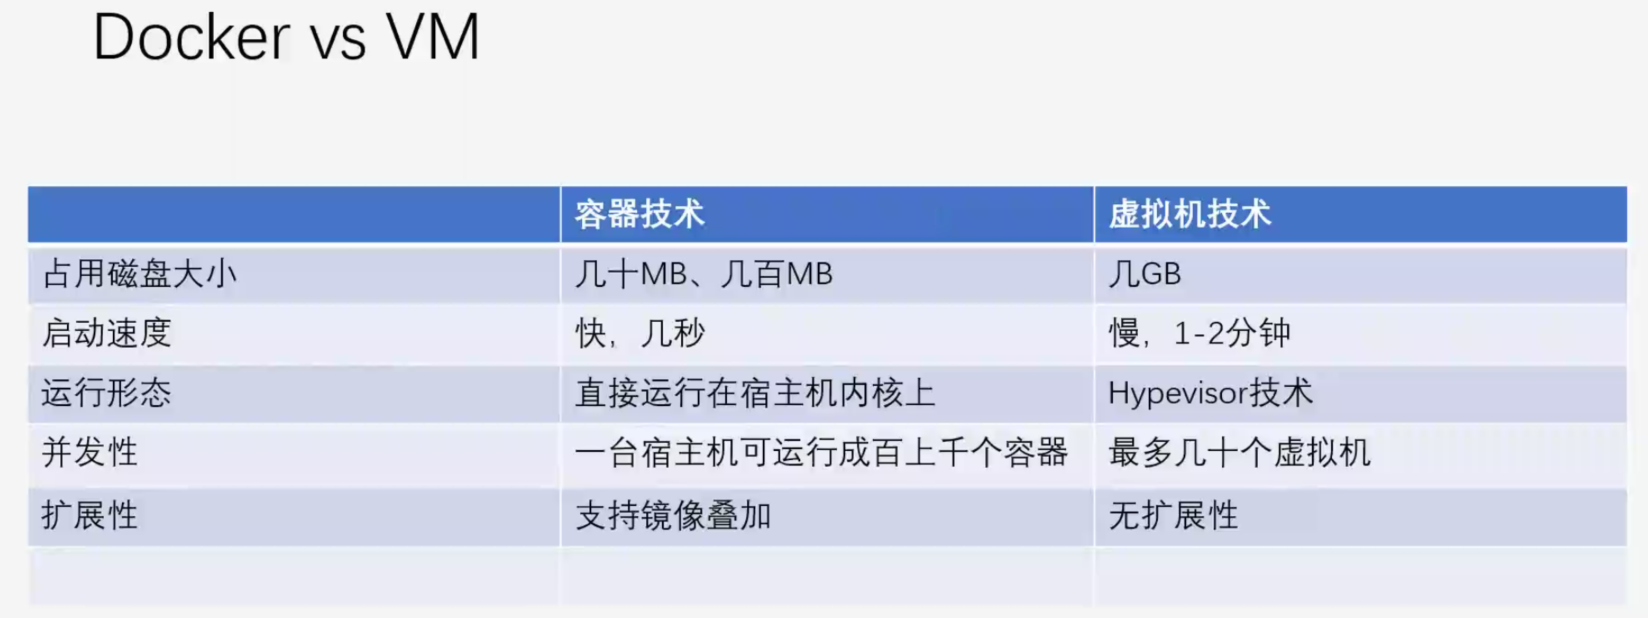 Docker vs VM
容器技术 虚拟机技术
占用磁盘大小 几十MB、几百MB 几GB
启动速度 快，几秒 慢，1-2分钟
运行形态 直接运行在宿主机内核上 Hypevisor技术
并发性 一台宿主机可运行成百上千个容器 最多几十个虚拟机
扩展性 支持镜像叠加 无扩展性